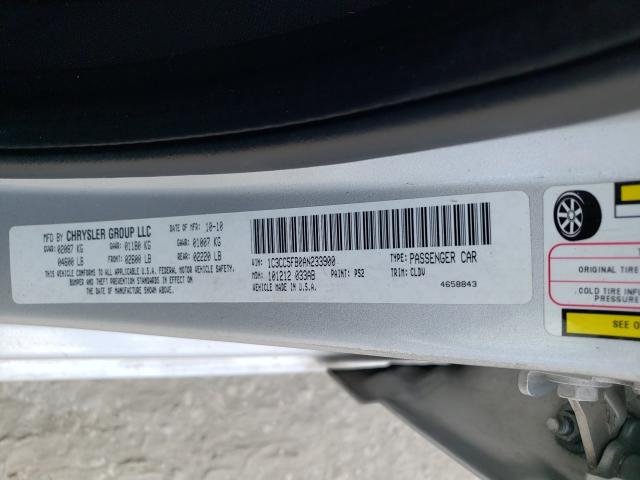 MFD BY CHRYSLER GROUP LLC DATE OF MFR: 10-10
GVWR: 02087 KG GAWR: 01180 KG GAWR: 01007 KG
04600 LB FRONT: 02600 LB REAR: 02220 LB
THIS VEHICLE CONFORMS TO ALL APPLICABLE U.S.A. FEDERAL MOTOR VEHICLE SAFETY,
BUMPER AND THEFT PREVENTION STANDARDS IN EFFECT ON
THE DATE OF MANUFACTURE SHOWN ABOVE.
VIN: 1C3CC5FB0AN233900 TYPE: PASSENGER CAR
MDH: 101212 033AB PAINT: PS2 TRIM: CLDV
VEHICLE MADE IN U.S.A. 4658843
ORIGINAL TIRE
COLD TIRE INFL
PRESSURE
SEE O